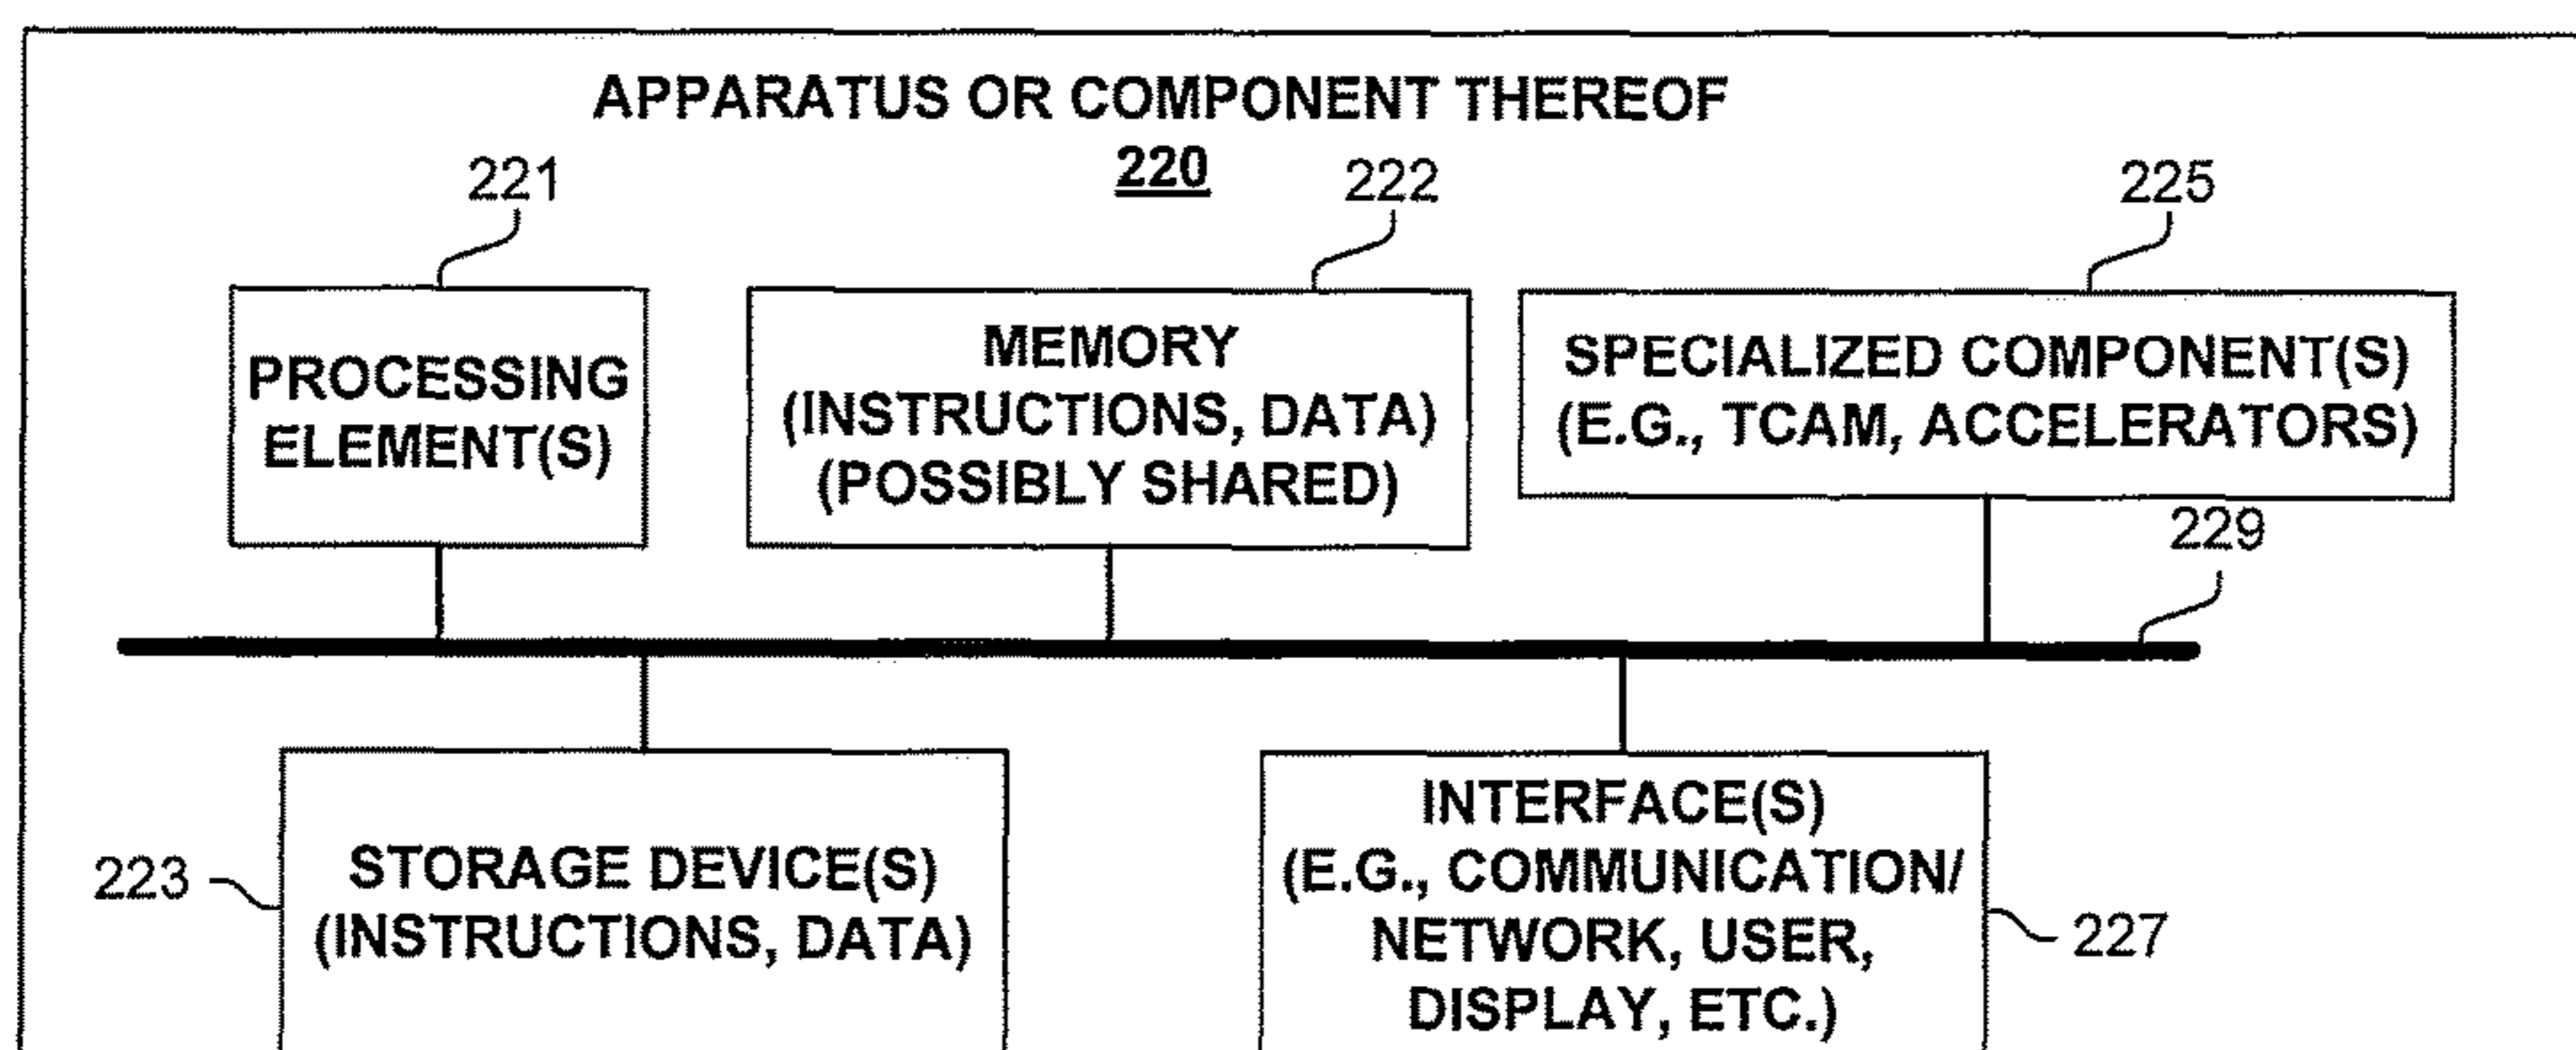 APPARATUS OR COMPONENT THEREOF
220
221
222
225
PROCESSING
ELEMENT(S)
MEMORY
(INSTRUCTIONS, DATA)
(POSSIBLY SHARED)
SPECIALIZED COMPONENT(S)
(E.G., TCAM, ACCELERATORS)
229
223
STORAGE DEVICE(S)
(INSTRUCTIONS, DATA)
INTERFACE(S)
(E.G., COMMUNICATION/
NETWORK, USER,
DISPLAY, ETC.)
227